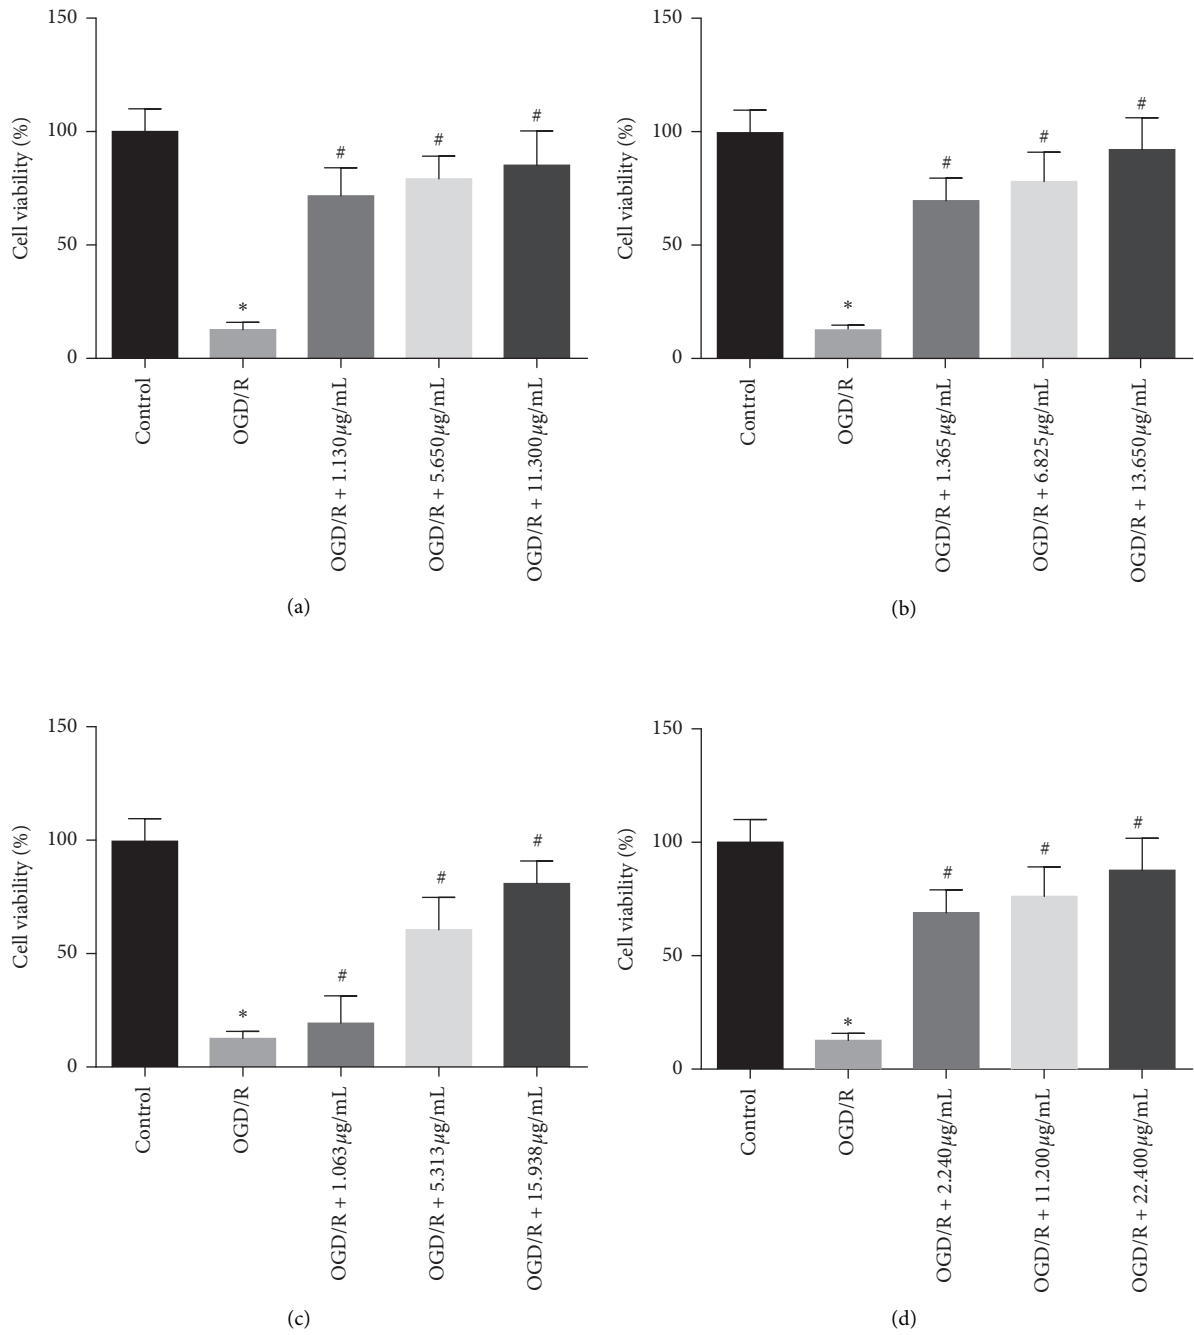 150
100
50
0
Cell viability (%)
#
#
#
*
Control
OGD/R
OGD/R + 1.130µg/mL
OGD/R + 5.650µg/mL
OGD/R + 11.300µg/mL
(a)
150
100
50
0
Cell viability (%)
#
#
#
*
Control
OGD/R
OGD/R + 1.365µg/mL
OGD/R + 6.825µg/mL
OGD/R + 13.650µg/mL
(b)
150
100
50
0
Cell viability (%)
#
#
#
*
Control
OGD/R
OGD/R + 1.063µg/mL
OGD/R + 5.313µg/mL
OGD/R + 15.938µg/mL
(c)
150
100
50
0
Cell viability (%)
#
#
#
*
Control
OGD/R
OGD/R + 2.240µg/mL
OGD/R + 11.200µg/mL
OGD/R + 22.400µg/mL
(d)